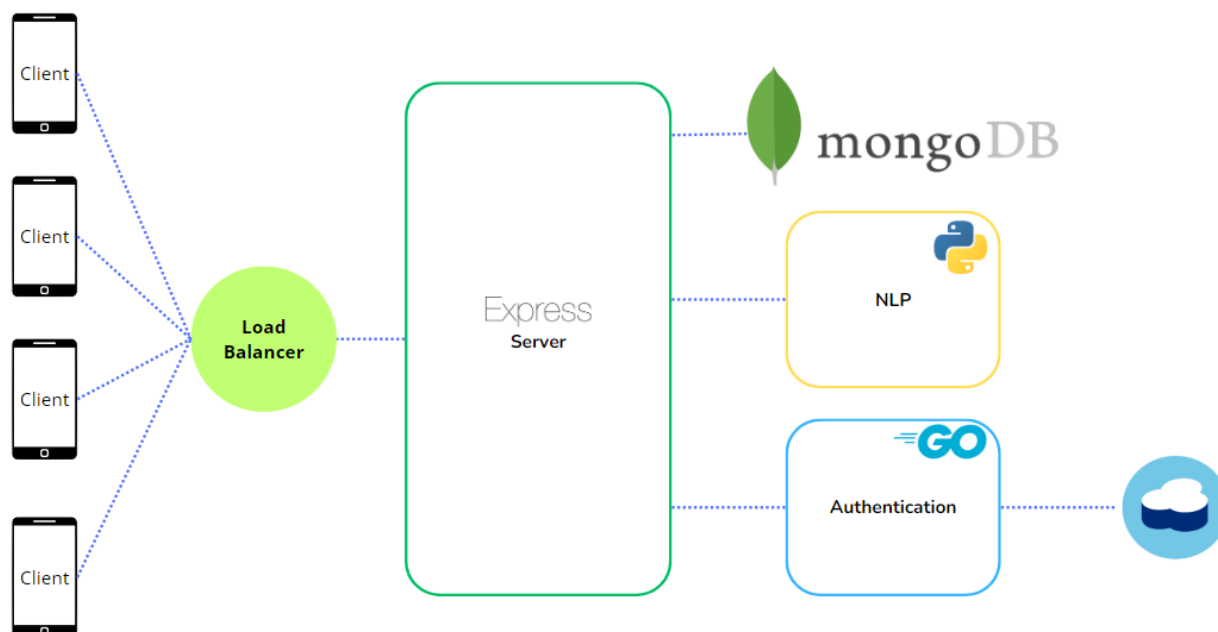 Client
Client
Client
Client
Load
Balancer
Express
Server
mongoDB
NLP
GO
Authentication